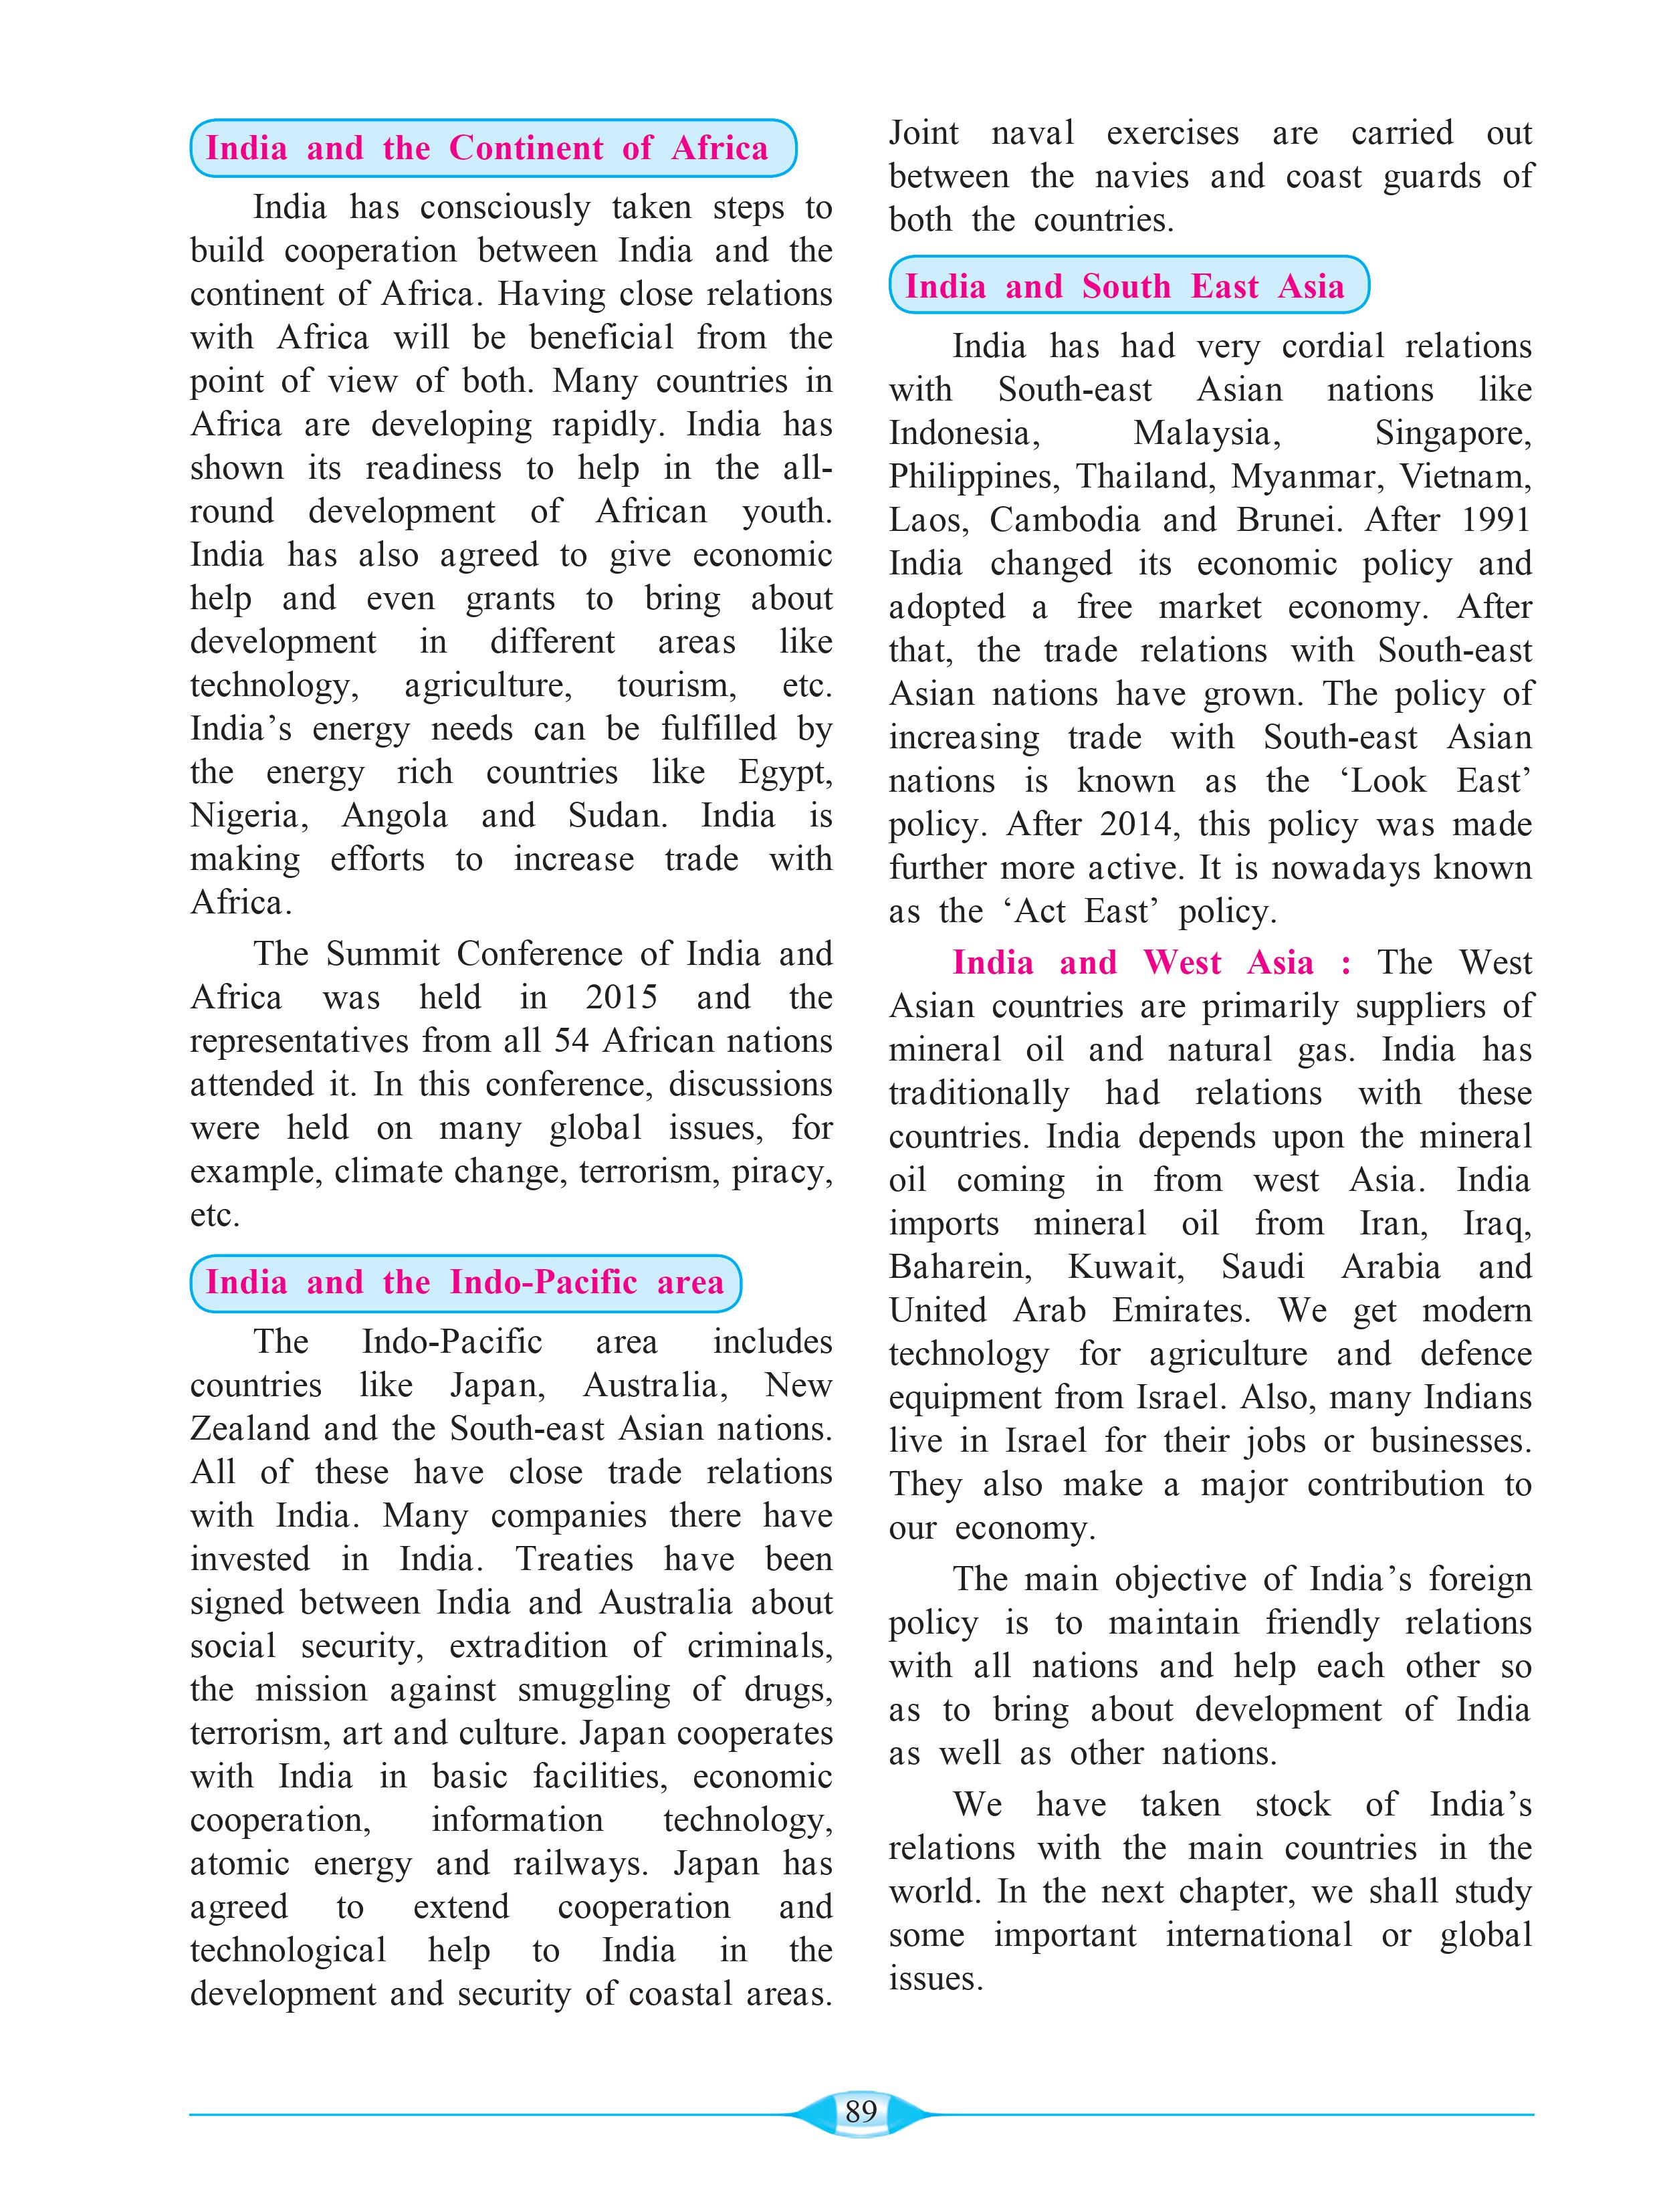 India and the Continent of Africa
India has consciously taken steps to
build cooperation between India and the
continent of Africa. Having close relations
with Africa will be beneficial from the
point of view of both. Many countries in
Africa are developing rapidly. India has
shown its readiness to help in the all-
round development of African youth.
India has also agreed to give economic
help and even grants to bring about
development in different areas like
technology, agriculture, tourism, etc.
India’s energy needs can be fulfilled by
the energy rich countries like Egypt,
Nigeria, Angola and Sudan. India is
making efforts to increase trade with
Africa.
The Summit Conference of India and
Africa was held in 2015 and the
representatives from all 54 African nations
attended it. In this conference, discussions
were held on many global issues, for
example, climate change, terrorism, piracy,
etc.
India and the Indo-Pacific area
The Indo-Pacific area includes
countries like Japan, Australia, New
Zealand and the South-east Asian nations.
All of these have close trade relations
with India. Many companies there have
invested in India. Treaties have been
signed between India and Australia about
social security, extradition of criminals,
the mission against smuggling of drugs,
terrorism, art and culture. Japan cooperates
with India in basic facilities, economic
cooperation, information technology,
atomic energy and railways. Japan has
agreed to extend cooperation and
technological help to India in the
development and security of coastal areas.
Joint naval exercises are carried out
between the navies and coast guards of
both the countries.
India and South East Asia
India has had very cordial relations
with South-east Asian nations like
Indonesia, Malaysia, Singapore,
Philippines, Thailand, Myanmar, Vietnam,
Laos, Cambodia and Brunei. After 1991
India changed its economic policy and
adopted a free market economy. After
that, the trade relations with South-east
Asian nations have grown. The policy of
increasing trade with South-east Asian
nations is known as the ‘Look East’
policy. After 2014, this policy was made
further more active. It is nowadays known
as the ‘Act East’ policy.
India and West Asia : The West
Asian countries are primarily suppliers of
mineral oil and natural gas. India has
traditionally had relations with these
countries. India depends upon the mineral
oil coming in from west Asia. India
imports mineral oil from Iran, Iraq,
Baharein, Kuwait, Saudi Arabia and
United Arab Emirates. We get modern
technology for agriculture and defence
equipment from Israel. Also, many Indians
live in Israel for their jobs or businesses.
They also make a major contribution to
our economy.
The main objective of India’s foreign
policy is to maintain friendly relations
with all nations and help each other so
as to bring about development of India
as well as other nations.
We have taken stock of India’s
relations with the main countries in the
world. In the next chapter, we shall study
some important international or global
issues.
89